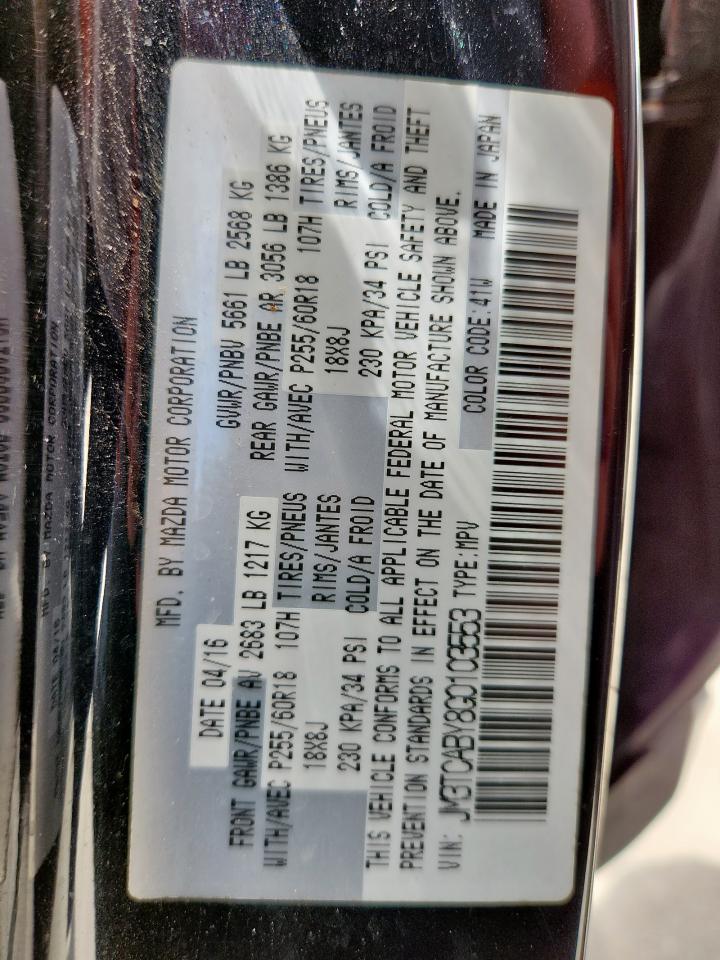 MFD. BY MAZDA MOTOR CORPORATION
DATE 04/16 GVWR/PNBV 5661 LB 2568 KG
FRONT GAWR/PNBE AV 2683 LB 1217 KG REAR GAWR/PNBE AR 3056 LB 1386 KG
WITH/AVEC P255/60R18 107H TIRES/PNEUS WITH/AVEC P255/60R18 107H TIRES/PNEUS
18X8J RIMS/JANTES 18X8J RIMS/JANTES
230 KPA/34 PSI COLD/A FROID 230 KPA/34 PSI COLD/A FROID
THIS VEHICLE CONFORMS TO ALL APPLICABLE FEDERAL MOTOR VEHICLE SAFETY AND THEFT
PREVENTION STANDARDS IN EFFECT ON THE DATE OF MANUFACTURE SHOWN ABOVE.
VIN: JM3TCABY8G0103553 TYPE:MPV COLOR CODE:41W MADE IN JAPAN